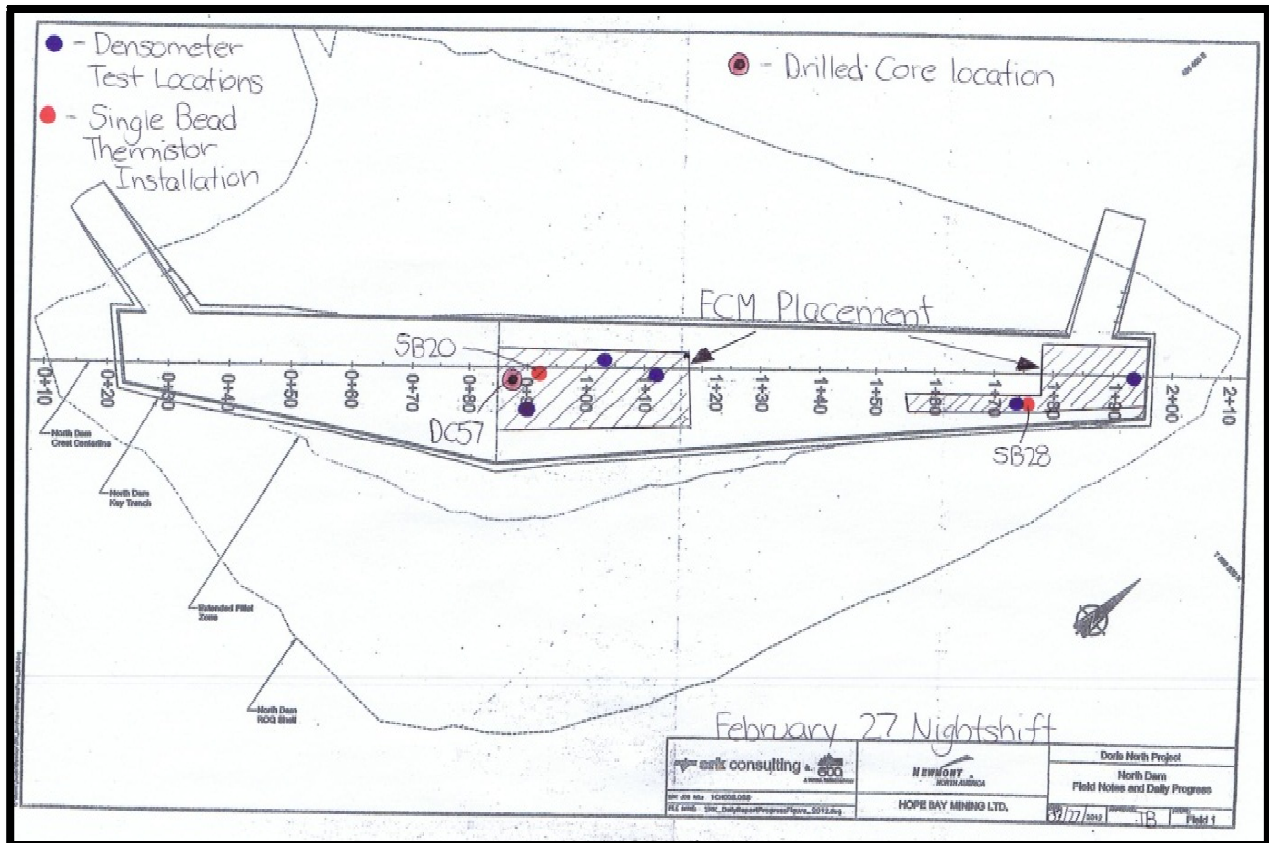 - Densometer
Test Locations
- Single Bead
Thermistor
Installation
- Drilled Core location
FCM Placement
SB20
DC57
SB28
0+10
0+20
0+30
0+40
0+50
0+60
0+70
0+80
0+90
1+00
1+10
1+20
1+30
1+40
1+50
1+60
1+70
1+80
1+90
2+00
2+10
North Dam
Crest Centerline
North Dam
Key Trench
Extended Fillet
Zone
North Dam
ROQ Shell
February 27 Nightshift
srk consulting
NEWMONT
NORTH AMERICA
HOPE BAY MINING LTD.
Doris North Project
North Dam
Field Notes and Daily Progress
02/27/2012
TB
Field 1